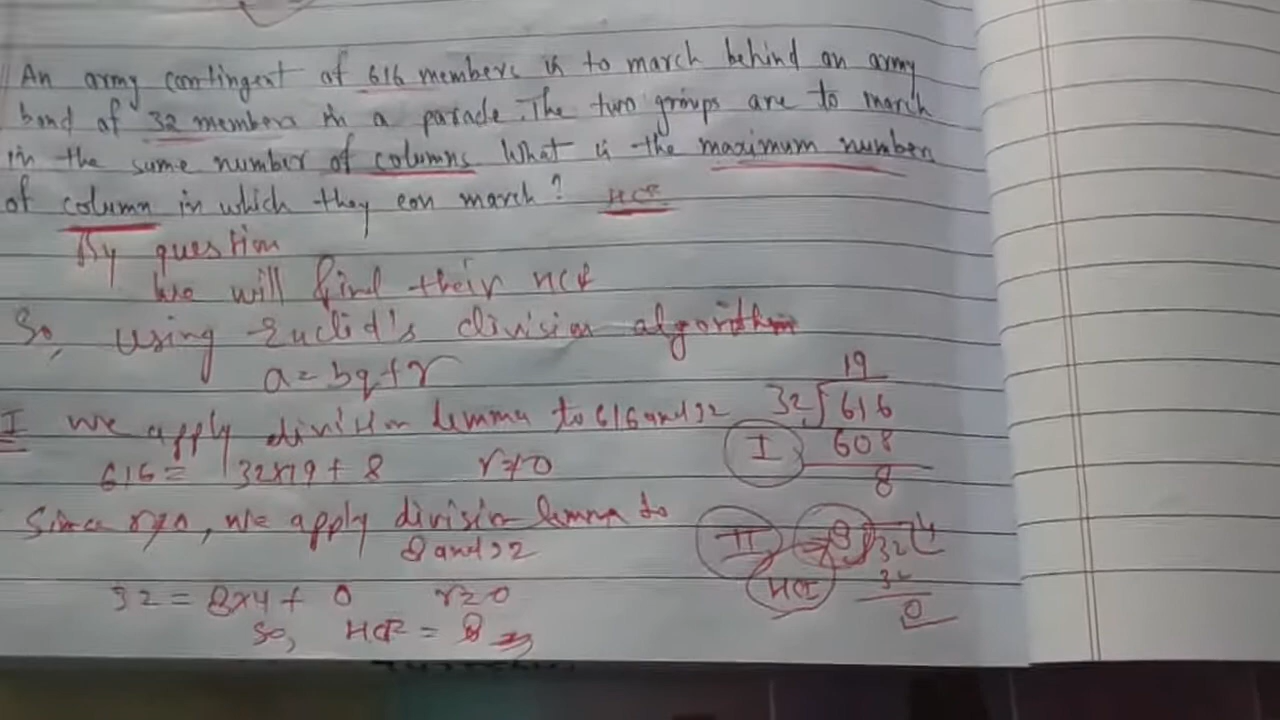 An army contingent of 616 members is to march behind an army
band of 32 members in a parade. The two groups are to march
in the same number of columns What is the maximum number
of column in which they can march? HCF
By question
We will find their HCF
So, using Euclid's division algorithm
a = bq + r
I We apply division lemma to 616 and 32
616 = 32×19 + 8 r≠0
Since r≠0, we apply division lemma to
8 and 32
32 = 8×4 + 0 r=0
So, HCF = 8
19
32 616
I 608
8
II 8 32 4
HCF 32
0